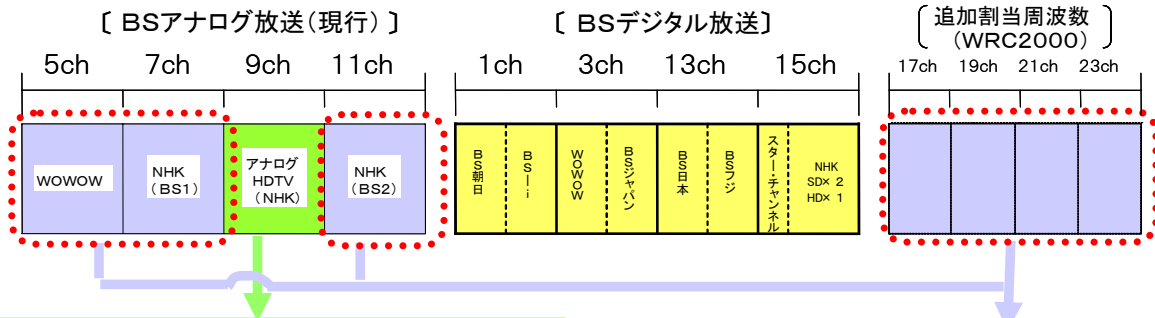 〔 BSアナログ放送(現行) 〕
〔 BSデジタル放送〕
追加割当周波数
(WRC2000)
5ch 7ch 9ch 11ch
1ch 3ch 13ch 15ch
17ch 19ch 21ch 23ch
WOWOW
NHK
(BS1)
アナログ
HDTV
(NHK)
NHK
(BS2)
BS朝日
BS-i
WOWOW
BSジャパン
BS日本
BSフジ
スター・チャンネル
NHK
SD×2
HD×1